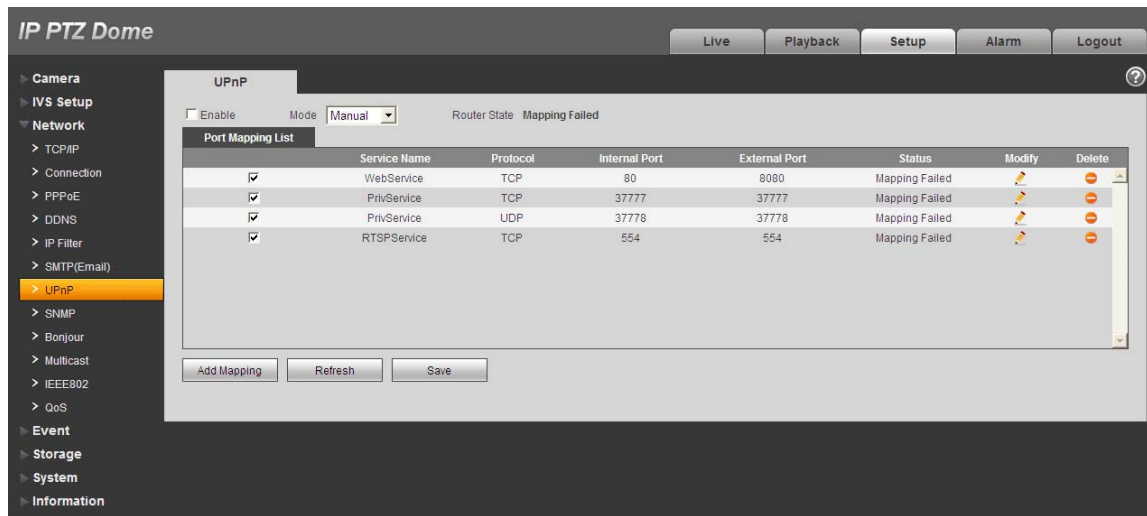 IP PTZ Dome
Live Playback Setup Alarm Logout
Camera
IVS Setup
Network
TCP/IP
Connection
PPPoE
DDNS
IP Filter
SMTP(Email)
UPnP
SNMP
Bonjour
Multicast
IEEE802
QoS
Event
Storage
System
Information
UPnP
?
Enable Mode Manual Router State Mapping Failed
Port Mapping List
Service Name Protocol Internal Port External Port Status Modify Delete
WebService TCP 80 8080 Mapping Failed
PrivService TCP 37777 37777 Mapping Failed
PrivService UDP 37778 37778 Mapping Failed
RTSPService TCP 554 554 Mapping Failed
Add Mapping Refresh Save